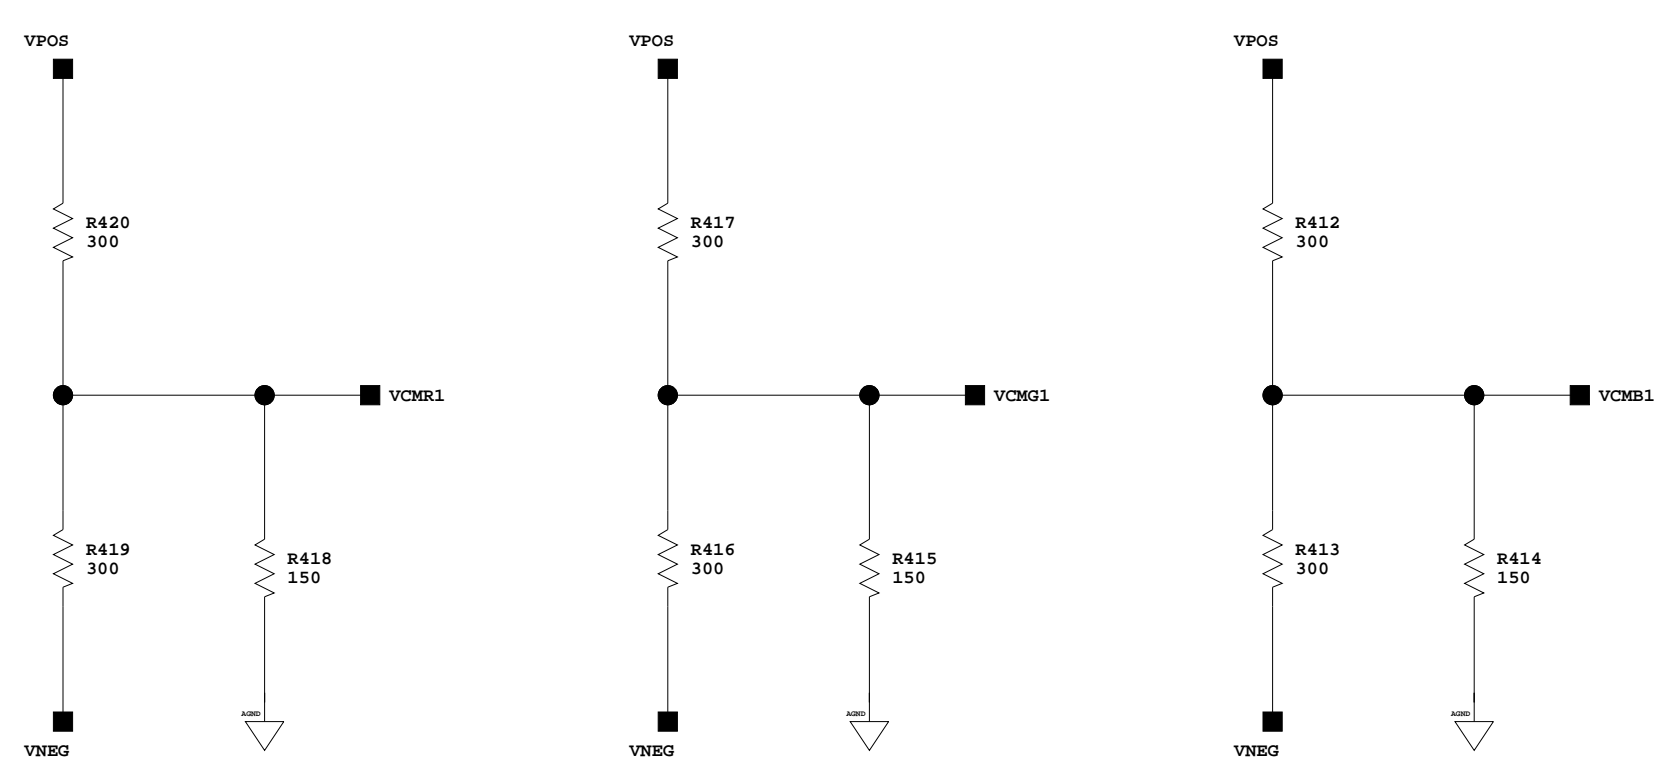 VPOS
R420
300
VCMR1
R419
300
R418
150
AGND
VNEG
VPOS
R417
300
VCMG1
R416
300
R415
150
AGND
VNEG
VPOS
R412
300
VCMB1
R413
300
R414
150
AGND
VNEG